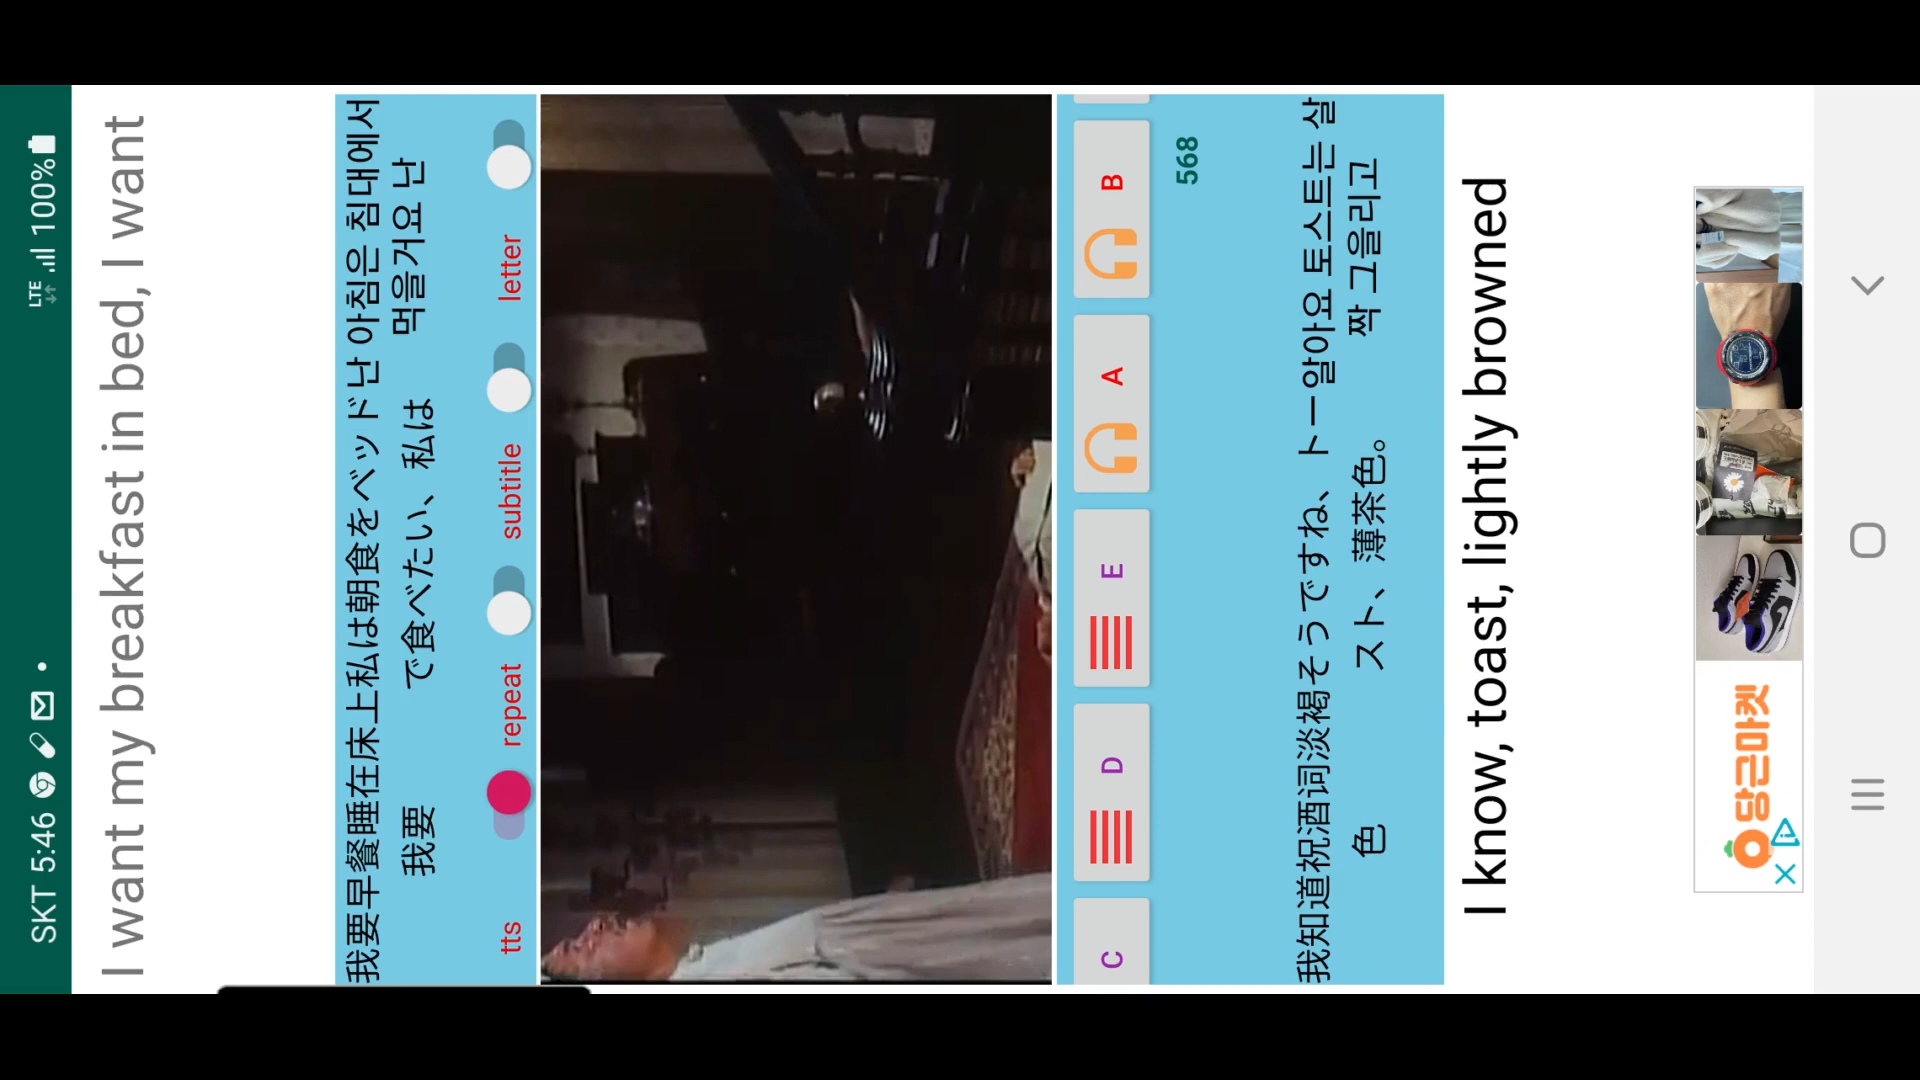 SKT 5:46 • LTE 100%
I want my breakfast in bed, I want
我要早餐睡在床上私は朝食をベッド난 아침은 침대에서
我要 で食べたい、私は 먹을거요 난
tts repeat subtitle letter
C D E A B
568
我知道祝酒词淡褐そうですね、トー알아요 토스트는 살
色 スト、薄茶色。 짝 그을리고
I know, toast, lightly browned
당근마켓